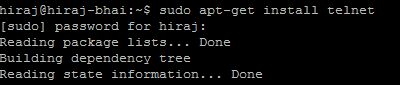 hiraj@hiraj-bhai:~$ sudo apt-get install telnet
[sudo] password for hiraj:
Reading package lists... Done
Building dependency tree
Reading state information... Done